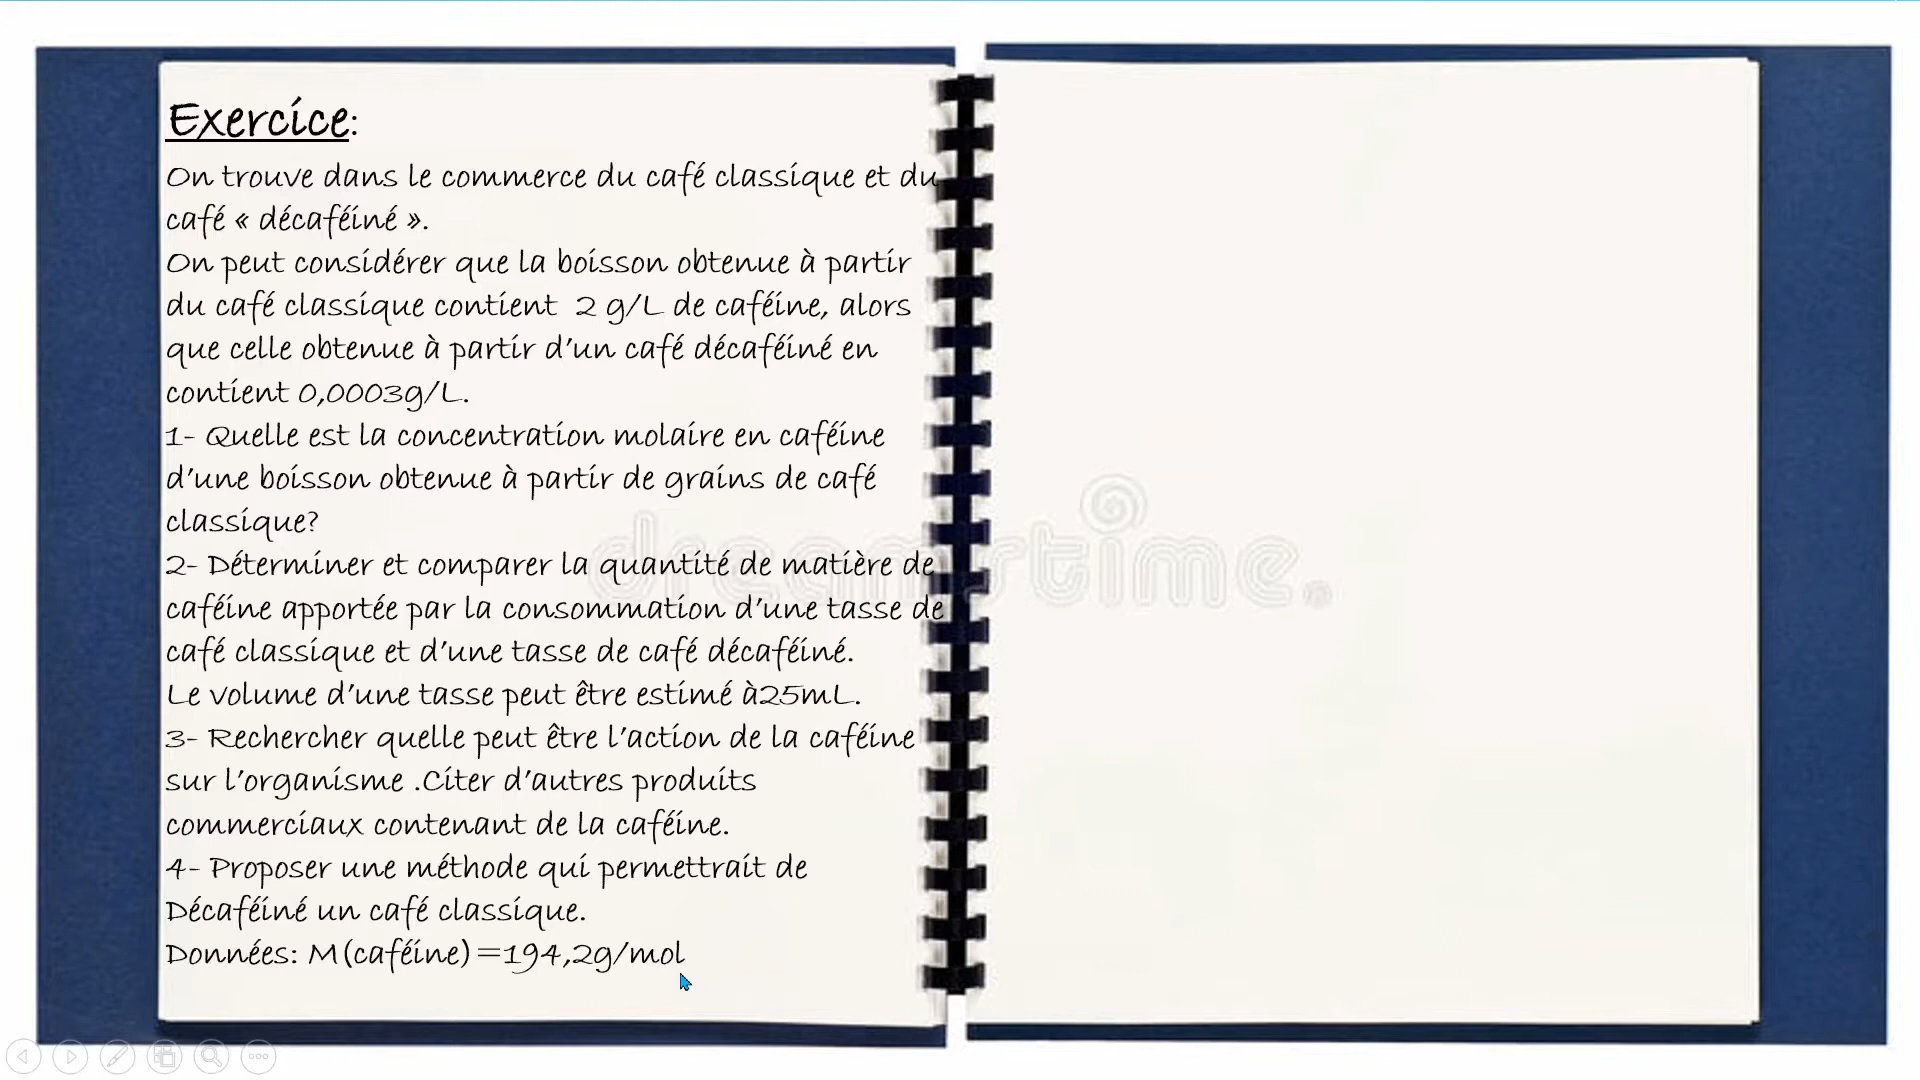 Exercice:
On trouve dans le commerce du café classique et du
café « décaféiné ».
On peut considérer que la boisson obtenue à partir
du café classique contient 2 g/L de caféine, alors
que celle obtenue à partir d'un café décaféiné en
contient 0,0003g/L.
1- Quelle est la concentration molaire en caféine
d'une boisson obtenue à partir de grains de café
classique?
2- Déterminer et comparer la quantité de matière de
caféine apportée par la consommation d'une tasse de
café classique et d'une tasse de café décaféiné.
Le volume d'une tasse peut être estimé à25mL.
3- Rechercher quelle peut être l'action de la caféine
sur l'organisme .Citer d'autres produits
commerciaux contenant de la caféine.
4- Proposer une méthode qui permettrait de
Décaféiné un café classique.
Données: M(caféine)=194,2g/mol
dreamstime.